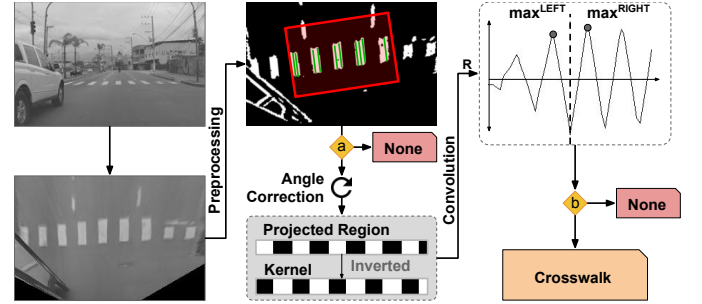 max^LEFT
max^RIGHT
R
Preprocessing
a
None
Angle
Correction
Convolution
Projected Region
Inverted
Kernel
b
None
Crosswalk